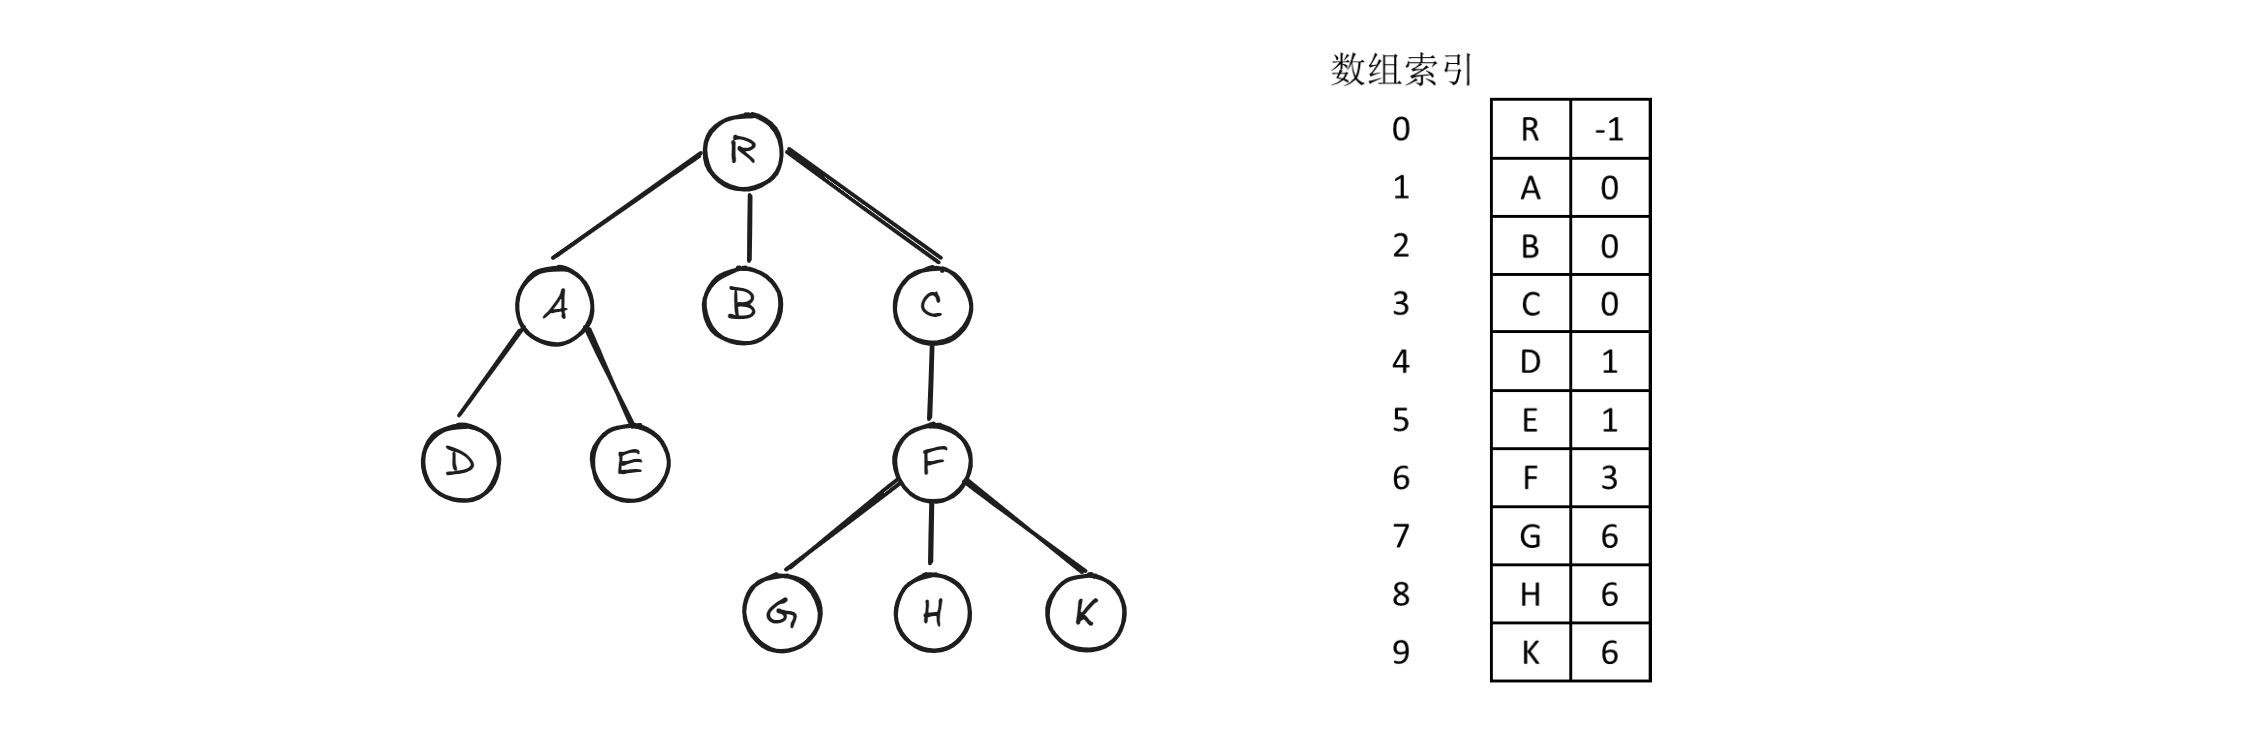 R
A B C
D E F
G H K
数组索引
0 R -1
1 A 0
2 B 0
3 C 0
4 D 1
5 E 1
6 F 3
7 G 6
8 H 6
9 K 6